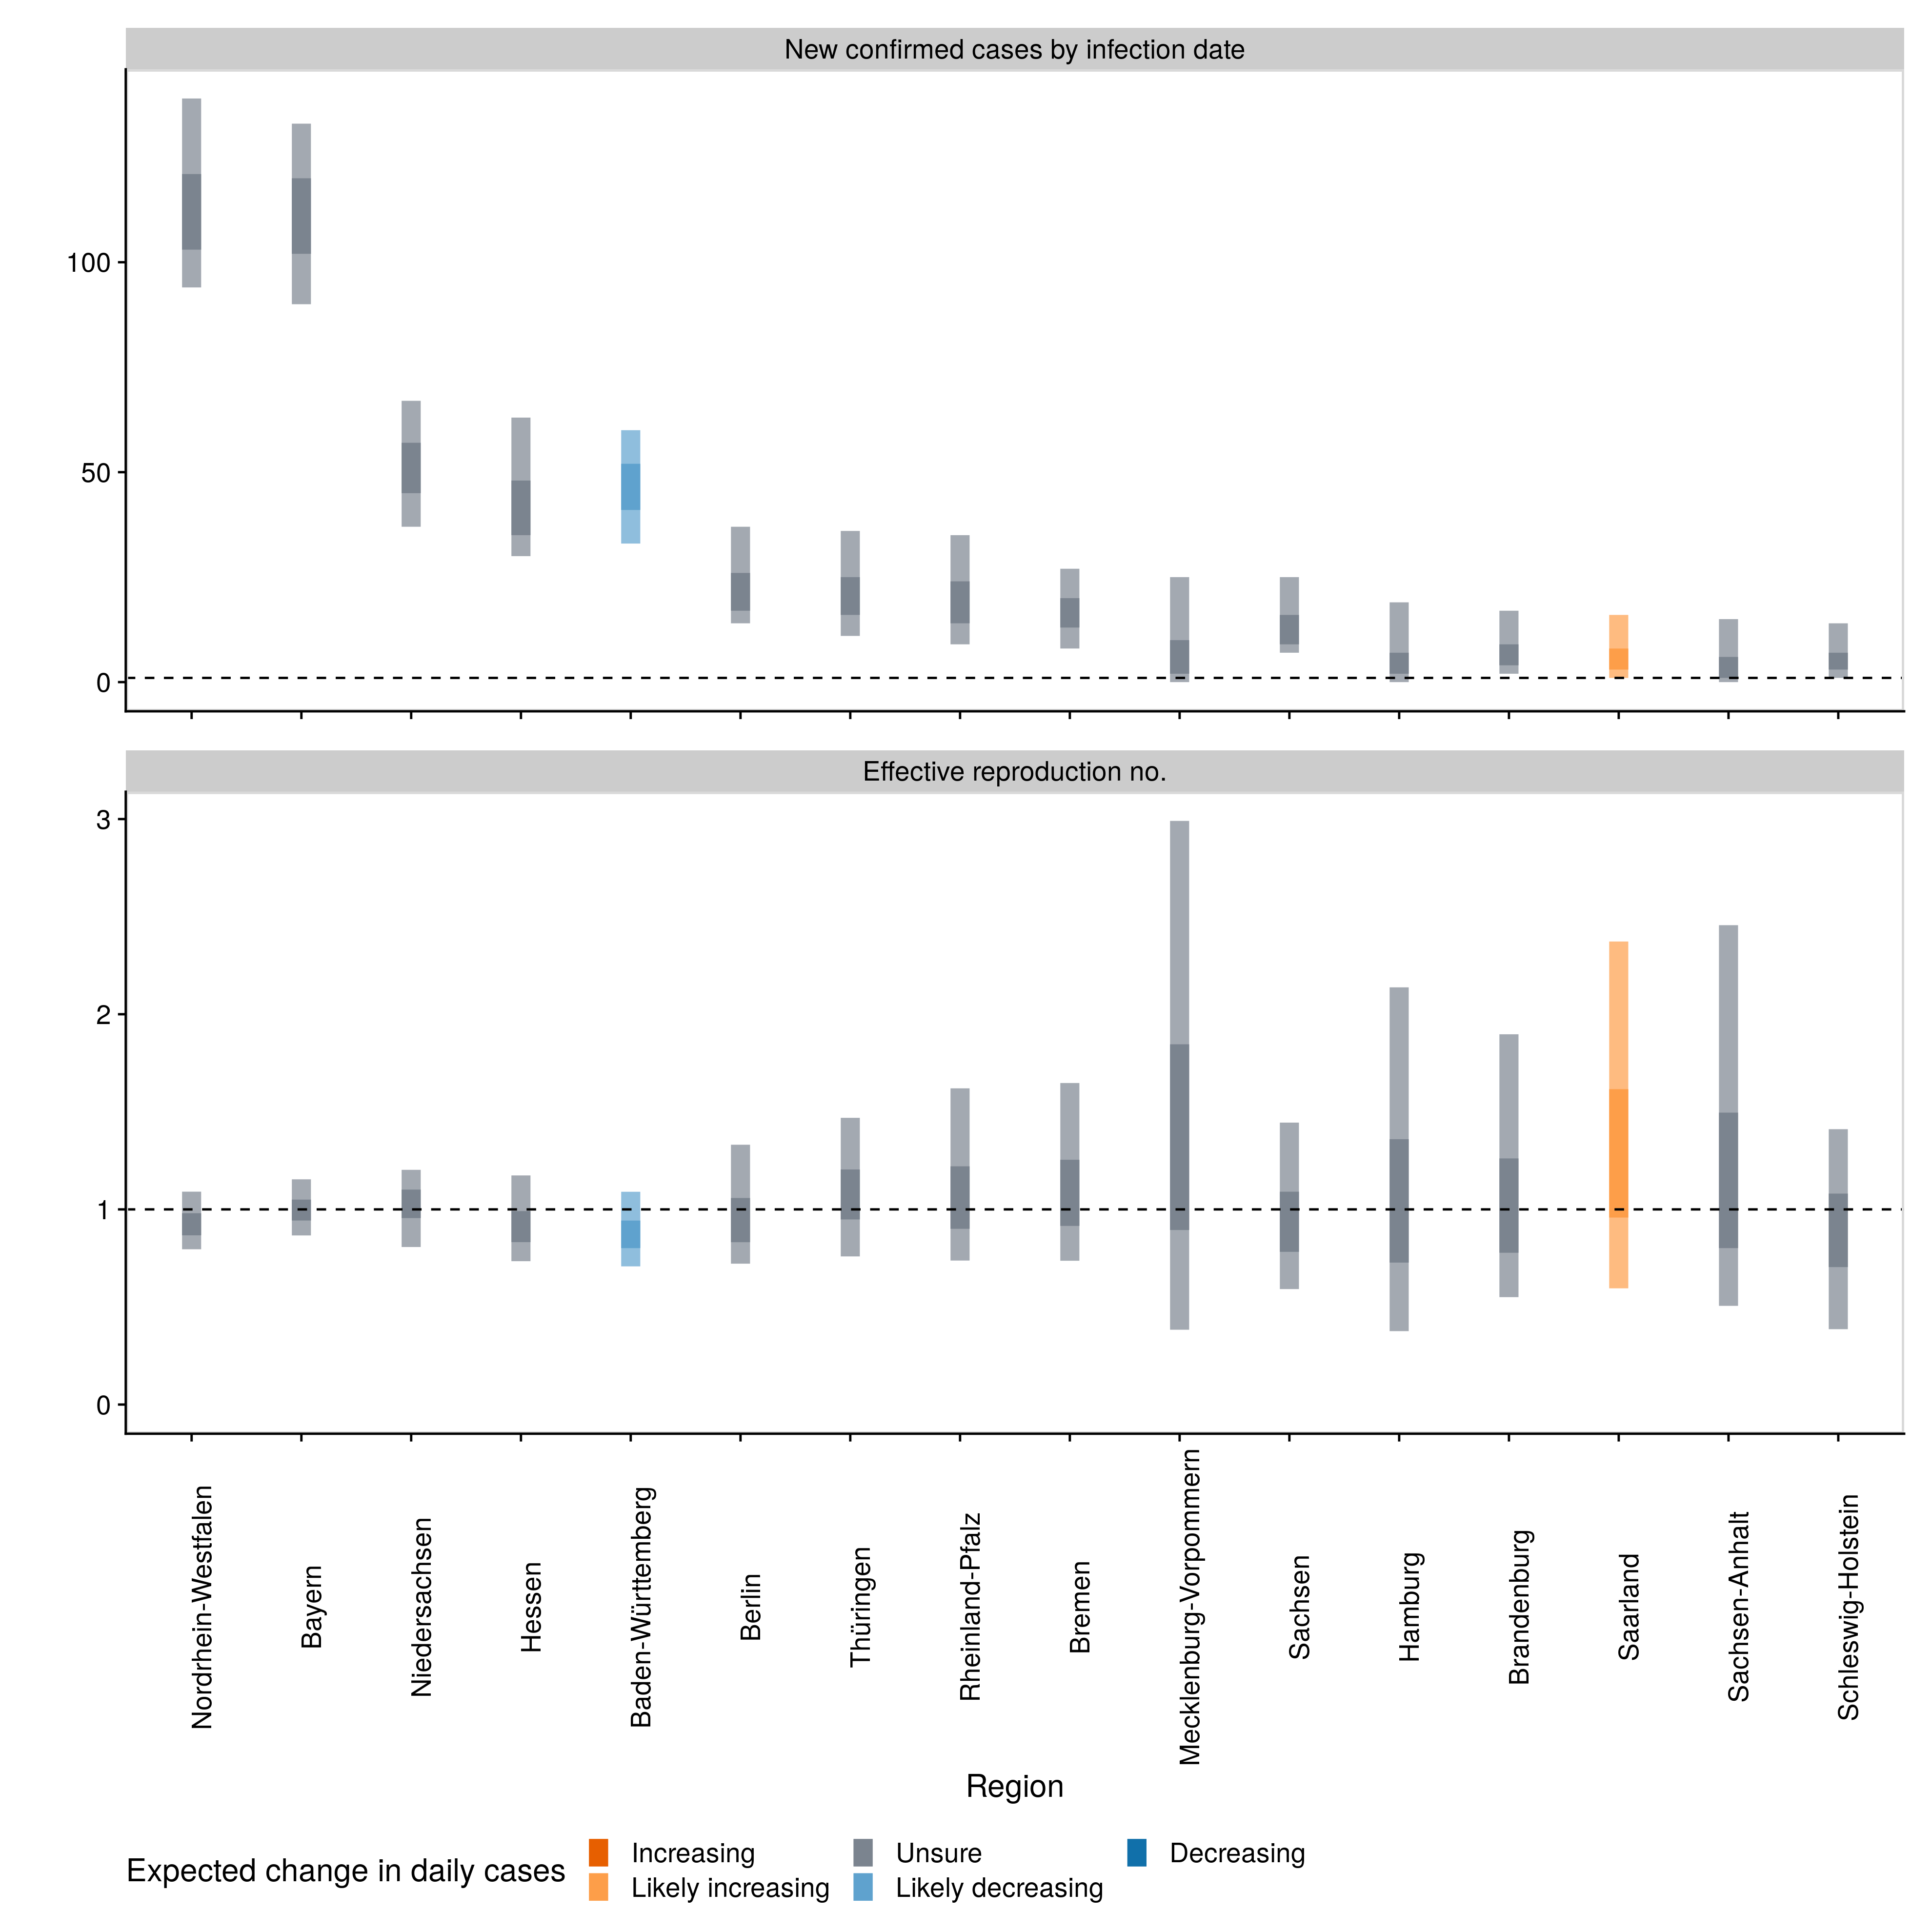 New confirmed cases by infection date
100
50
0
Effective reproduction no.
3
2
1
0
Nordrhein-Westfalen
Bayern
Niedersachsen
Hessen
Baden-Württemberg
Berlin
Thüringen
Rheinland-Pfalz
Bremen
Mecklenburg-Vorpommern
Sachsen
Hamburg
Brandenburg
Saarland
Sachsen-Anhalt
Schleswig-Holstein
Region
Expected change in daily cases
Increasing
Unsure
Decreasing
Likely increasing
Likely decreasing